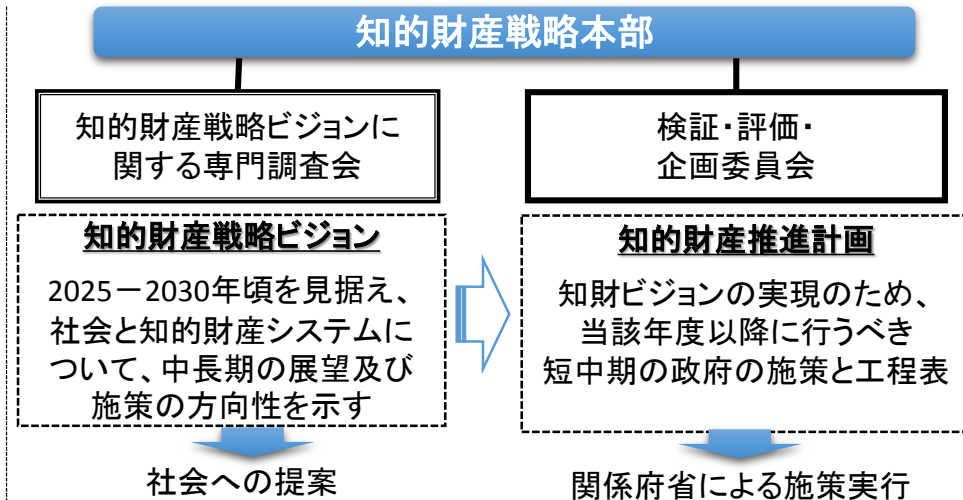 知的財産戦略本部
知的財産戦略ビジョンに
関する専門調査会
検証・評価・
企画委員会
知的財産戦略ビジョン
2025－2030年頃を見据え、
社会と知的財産システムに
ついて、中長期の展望及び
施策の方向性を示す
知的財産推進計画
知財ビジョンの実現のため、
当該年度以降に行うべき
短中期の政府の施策と工程表
社会への提案
関係府省による施策実行